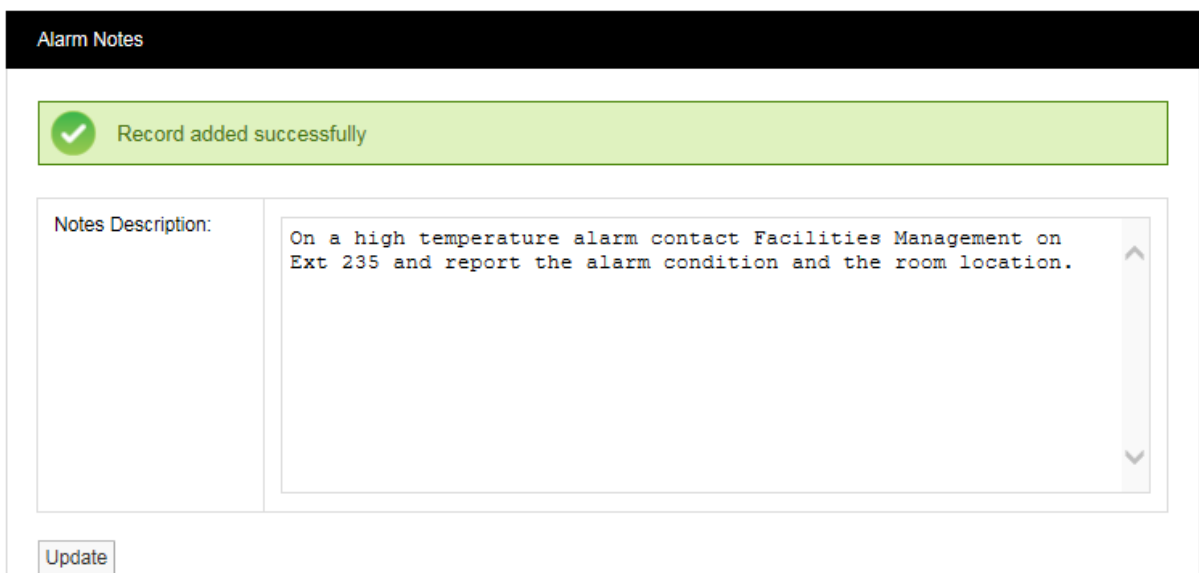 Alarm Notes
Record added successfully
Notes Description:
On a high temperature alarm contact Facilities Management on
Ext 235 and report the alarm condition and the room location.
Update